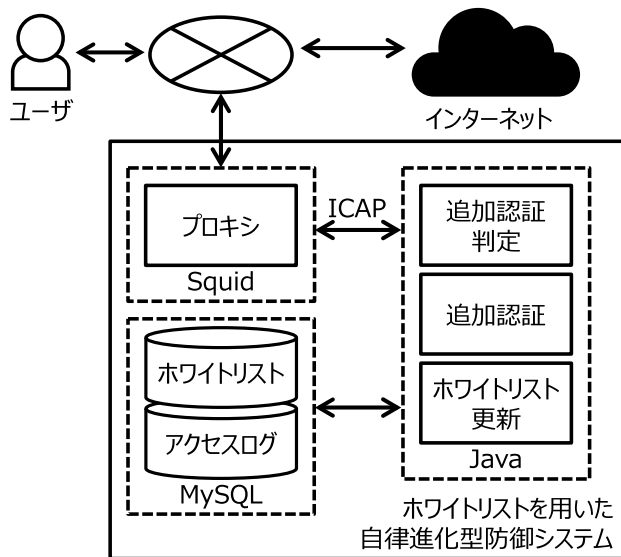 ユーザ
インターネット
プロキシ
Squid
ICAP
追加認証
判定
追加認証
ホワイトリスト
更新
Java
ホワイトリスト
アクセスログ
MySQL
ホワイトリストを用いた
自律進化型防御システム